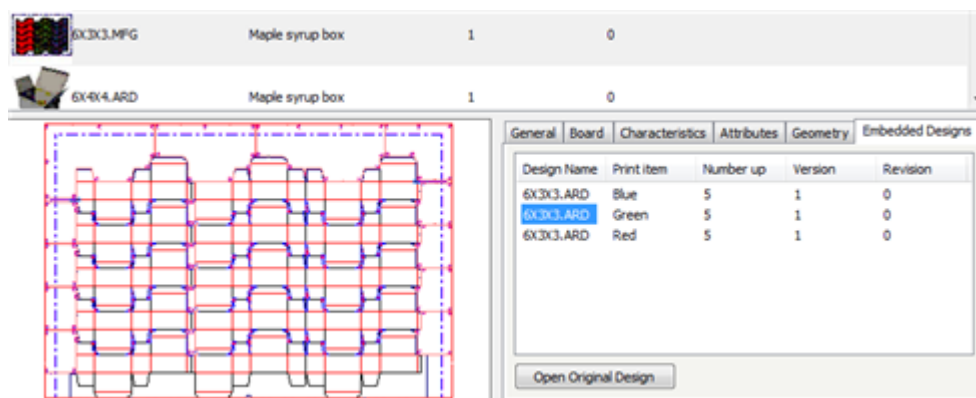 6X3X3.MFG Maple syrup box 1 0
6X4X4.ARD Maple syrup box 1 0
General Board Characteristics Attributes Geometry Embedded Designs
Design Name Print item Number up Version Revision
6X3X3.ARD Blue 5 1 0
6X3X3.ARD Green 5 1 0
6X3X3.ARD Red 5 1 0
Open Original Design